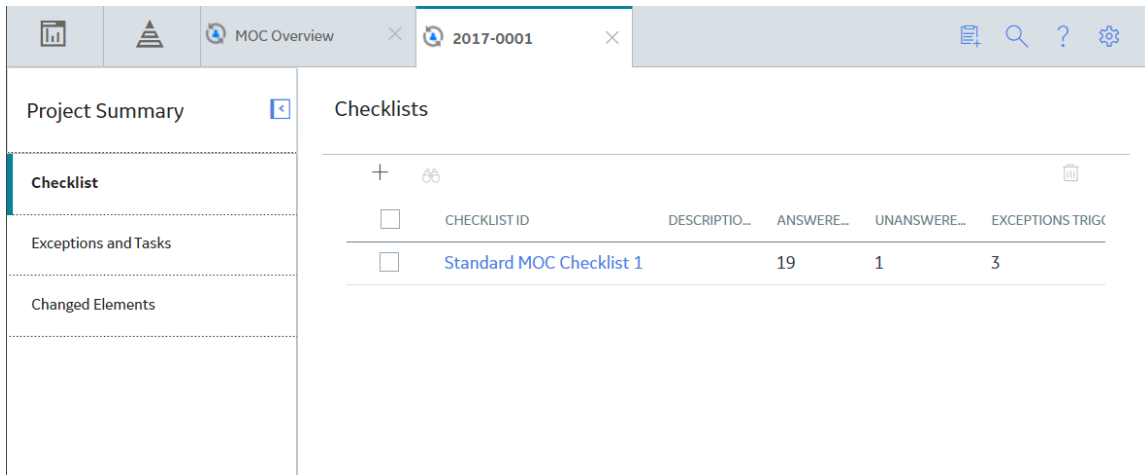 MOC Overview
2017-0001
Project Summary
Checklists
Checklist
CHECKLIST ID DESCRIPTIO... ANSWERE... UNANSWERE... EXCEPTIONS TRIGG
Exceptions and Tasks
Standard MOC Checklist 1 19 1 3
Changed Elements